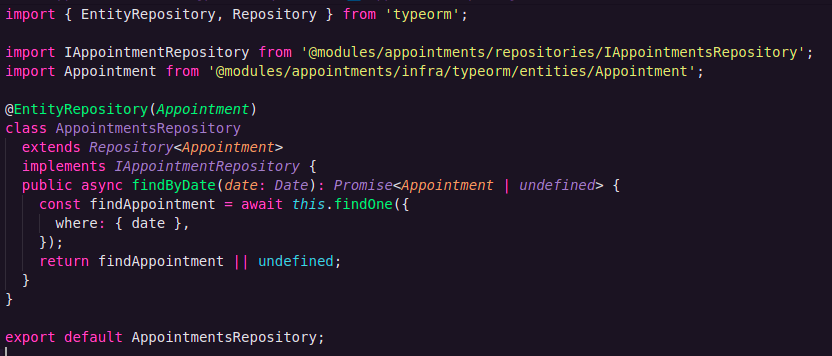 import { EntityRepository, Repository } from 'typeorm';
import IAppointmentRepository from '@modules/appointments/repositories/IAppointmentsRepository';
import Appointment from '@modules/appointments/infra/typeorm/entities/Appointment';
@EntityRepository(Appointment)
class AppointmentsRepository
  extends Repository<Appointment>
  implements IAppointmentRepository {
  public async findByDate(date: Date): Promise<Appointment | undefined> {
    const findAppointment = await this.findOne({
      where: { date },
    });
    return findAppointment || undefined;
  }
}
export default AppointmentsRepository;